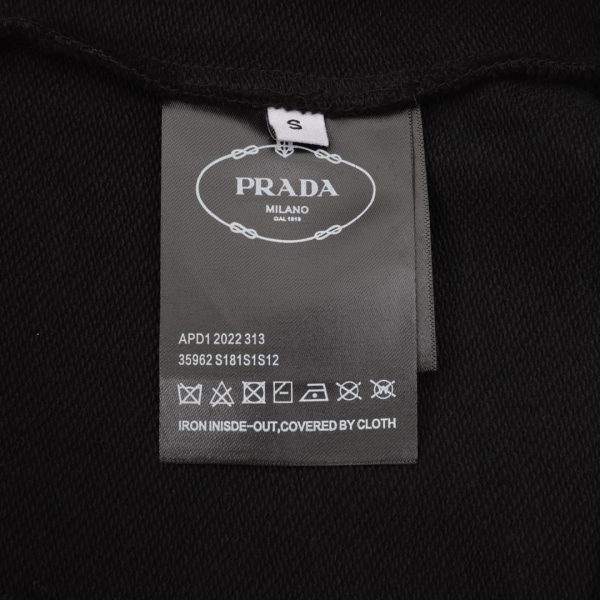 S
PRADA
MILANO
DAL 1913
APD1 2022 313
35962 S181S1S12
IRON INISDE-OUT,COVERED BY CLOTH